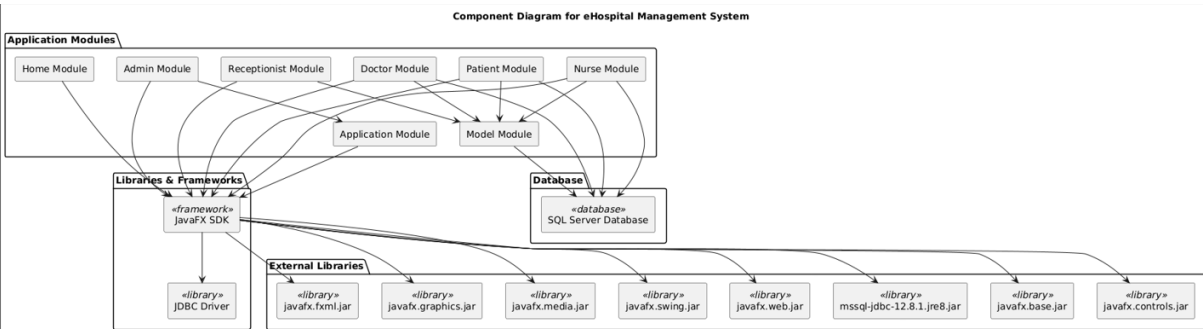 Component Diagram for eHospital Management System
Application Modules
Home Module
Admin Module
Receptionist Module
Doctor Module
Patient Module
Nurse Module
Application Module
Model Module
Libraries & Frameworks
«framework»
JavaFX SDK
Database
«database»
SQL Server Database
«library»
JDBC Driver
External Libraries
«library»
javafx.fxml.jar
«library»
javafx.graphics.jar
«library»
javafx.media.jar
«library»
javafx.swing.jar
«library»
javafx.web.jar
«library»
mssql-jdbc-12.8.1.jre8.jar
«library»
javafx.base.jar
«library»
javafx.controls.jar